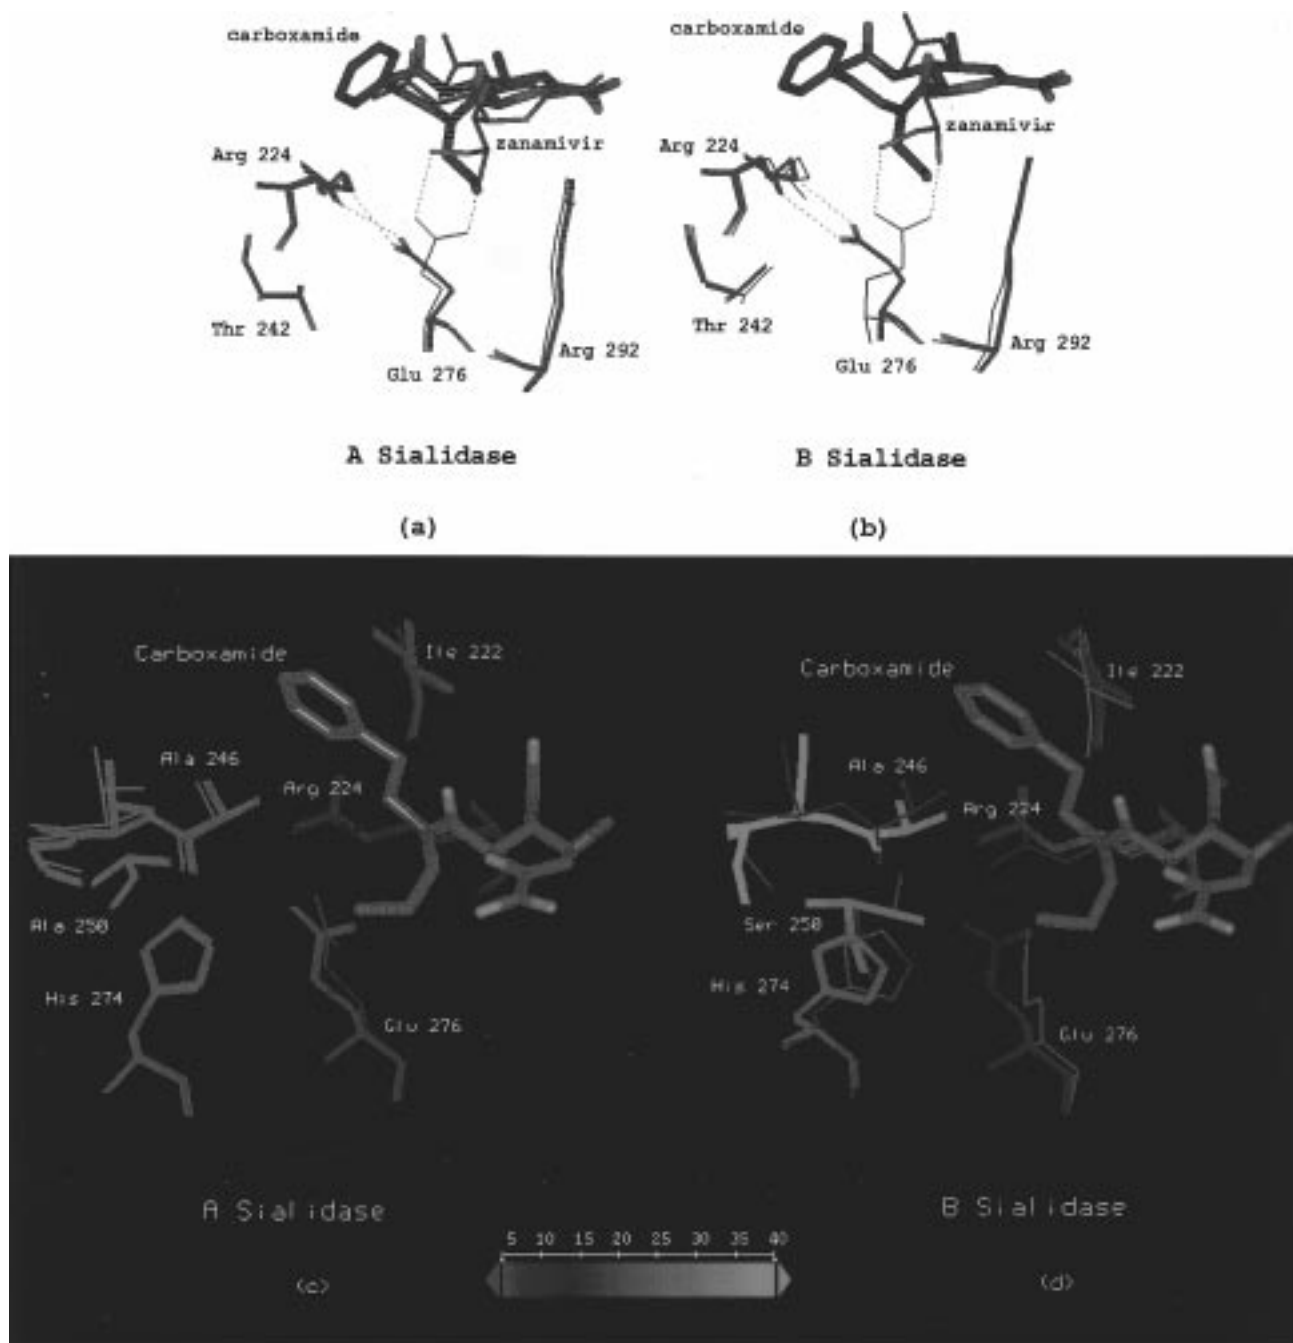 carboxamide
zanamivir
Arg 224
Thr 242
Glu 276
Arg 292
A Sialidase
(a)
carboxamide
zanamivir
Arg 224
Thr 242
Glu 276
Arg 292
B Sialidase
(b)
Carboxamide
Ile 222
Ala 246
Arg 224
Ala 250
His 274
Glu 276
A Sialidase
(c)
Carboxamide
Ile 222
Ala 246
Arg 224
Ser 250
His 274
Glu 276
B Sialidase
(d)
5 10 15 20 25 30 35 40